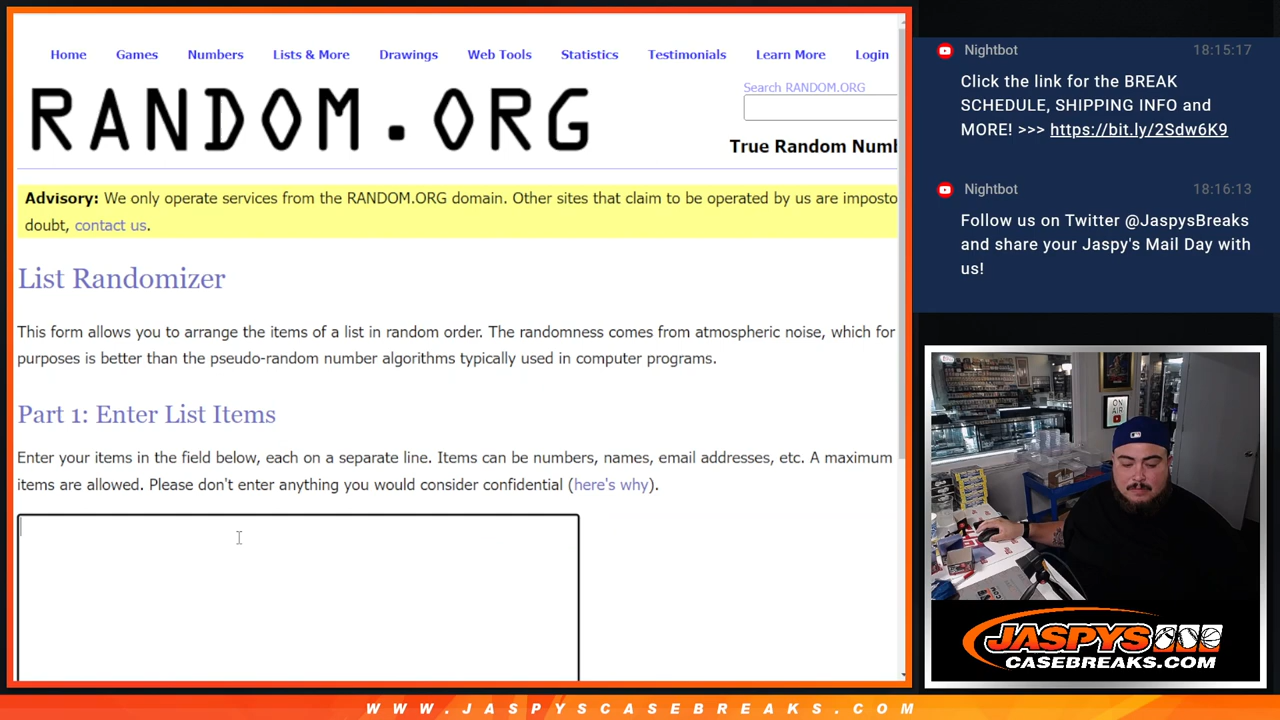 Home Games Numbers Lists & More Drawings Web Tools Statistics Testimonials Learn More Login
RANDOM.ORG
Search RANDOM.ORG
True Random Numb
Advisory: We only operate services from the RANDOM.ORG domain. Other sites that claim to be operated by us are imposto
doubt, contact us.
List Randomizer
This form allows you to arrange the items of a list in random order. The randomness comes from atmospheric noise, which for
purposes is better than the pseudo-random number algorithms typically used in computer programs.
Part 1: Enter List Items
Enter your items in the field below, each on a separate line. Items can be numbers, names, email addresses, etc. A maximum
items are allowed. Please don't enter anything you would consider confidential (here's why).
Nightbot 18:15:17
Click the link for the BREAK
SCHEDULE, SHIPPING INFO and
MORE! >>> https://bit.ly/2Sdw6K9
Nightbot 18:16:13
Follow us on Twitter @JaspysBreaks
and share your Jaspy's Mail Day with
us!
ON
AIR
JASPYS
CASEBREAKS.COM
WWW.JASPYSCASEBREAKS.COM